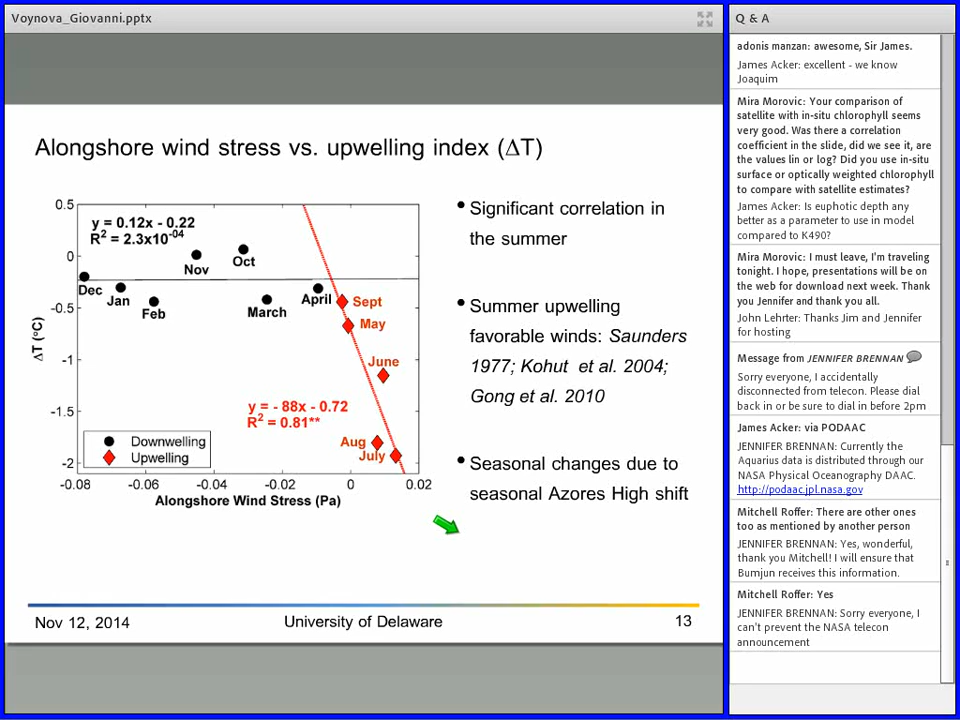 Voynova_Giovanni.pptx
Alongshore wind stress vs. upwelling index (ΔT)
0.5
0
-0.5
-1
-1.5
-2
ΔT (°C)
y = 0.12x - 0.22
R2 = 2.3x10-04
Dec
Jan
Feb
Nov
Oct
March
April
Sept
May
June
Aug
July
y = - 88x - 0.72
R2 = 0.81**
Downwelling
Upwelling
-0.08
-0.06
-0.04
-0.02
0
0.02
Alongshore Wind Stress (Pa)
• Significant correlation in
the summer
• Summer upwelling
favorable winds: Saunders
1977; Kohut et al. 2004;
Gong et al. 2010
• Seasonal changes due to
seasonal Azores High shift
Nov 12, 2014
University of Delaware
13
Q & A
adonis manzan: awesome, Sir James.
James Acker: excellent - we know
Joaquim
Mira Morovic: Your comparison of
satellite with in-situ chlorophyll seems
very good. Was there a correlation
coefficient in the slide, did we see it, are
the values lin or log? Did you use in-situ
surface or optically weighted chlorophyll
to compare with satellite estimates?
James Acker: Is euphotic depth any
better as a parameter to use in model
compared to K490?
Mira Morovic: I must leave, I'm traveling
tonight. I hope, presentations will be on
the web for download next week. Thank
you Jennifer and thank you all.
John Lehrter: Thanks Jim and Jennifer
for hosting
Message from JENNIFER BRENNAN
Sorry everyone, I accidentally
disconnected from telecon. Please dial
back in or be sure to dial in before 2pm
James Acker: via PODAAC
JENNIFER BRENNAN: Currently the
Aquarius data is distributed through our
NASA Physical Oceanography DAAC.
http://podaac.jpl.nasa.gov
Mitchell Roffer: There are other ones
too as mentioned by another person
JENNIFER BRENNAN: Yes, wonderful,
thank you Mitchell! I will ensure that
Bumjun receives this information.
Mitchell Roffer: Yes
JENNIFER BRENNAN: Sorry everyone, I
can't prevent the NASA telecon
announcement